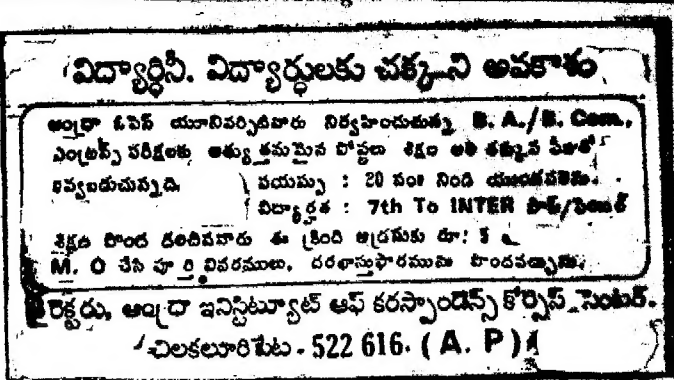 విద్యార్ధినీ. విద్యార్ధులకు చక్కని అవకాశం
ఆంధ్రా ఓపెన్ యూనివర్సిటీవారు నిర్వహించుచున్న B. A./B. Com.
ఎంట్రన్స్ పరీక్షలకు అత్యుత్తమమైన పోస్టలు శిక్షణ అతి తక్కువ ఫీజుతో
ఇవ్వబడుచున్నది.
వయస్సు : 20 సం॥ నిండి యుండవలెను.
విద్యార్హత : 7th To INTER పాస్/ఫెయిల్
శిక్షణ పొంద దలచినవారు ఈ క్రింది అడ్రసుకు రూ: 5
M. O చేసి పూర్తి వివరములు, దరఖాస్తుఫారమును పొందవచ్చును.
డైరెక్టరు, ఆంధ్రా ఇనిస్టిట్యూట్ ఆఫ్ కరస్పాండెన్స్ కోర్సెస్ సెంటర్.
చిలకలూరిపేట - 522 616. ( A. P )